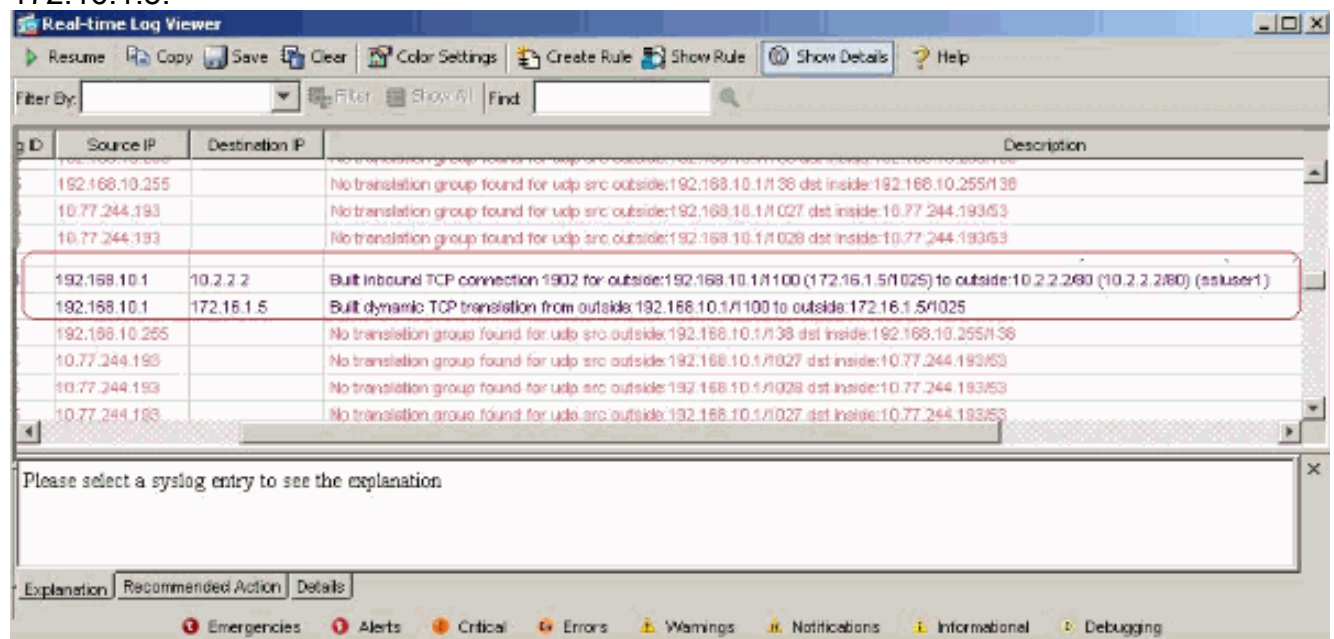 172.16.1.5.
Real-time Log Viewer
Resume Copy Save Clear Color Settings Create Rule Show Rule Show Details Help
Filter By: Filter Show All Find:
g ID Source IP Destination IP Description
192.168.10.255 No translation group found for udp src outside:192.168.10.1/138 dst inside:192.168.10.255/138
10.77.244.193 No translation group found for udp src outside:192.168.10.1/1027 dst inside:10.77.244.193/53
10.77.244.193 No translation group found for udp src outside:192.168.10.1/1028 dst inside:10.77.244.193/53
192.168.10.1 10.2.2.2 Built inbound TCP connection 1902 for outside:192.168.10.1/1100 (172.16.1.5/1025) to outside:10.2.2.2/80 (10.2.2.2/80) (ssluser1)
192.168.10.1 172.16.1.5 Built dynamic TCP translation from outside:192.168.10.1/1100 to outside:172.16.1.5/1025
192.168.10.255 No translation group found for udp src outside:192.168.10.1/138 dst inside:192.168.10.255/138
10.77.244.193 No translation group found for udp src outside:192.168.10.1/1027 dst inside:10.77.244.193/53
10.77.244.193 No translation group found for udp src outside:192.168.10.1/1028 dst inside:10.77.244.193/53
10.77.244.193 No translation group found for udp src outside:192.168.10.1/1027 dst inside:10.77.244.193/53
Please select a syslog entry to see the explanation
Explanation Recommended Action Details
Emergencies Alerts Critical Errors Warnings Notifications Informational Debugging